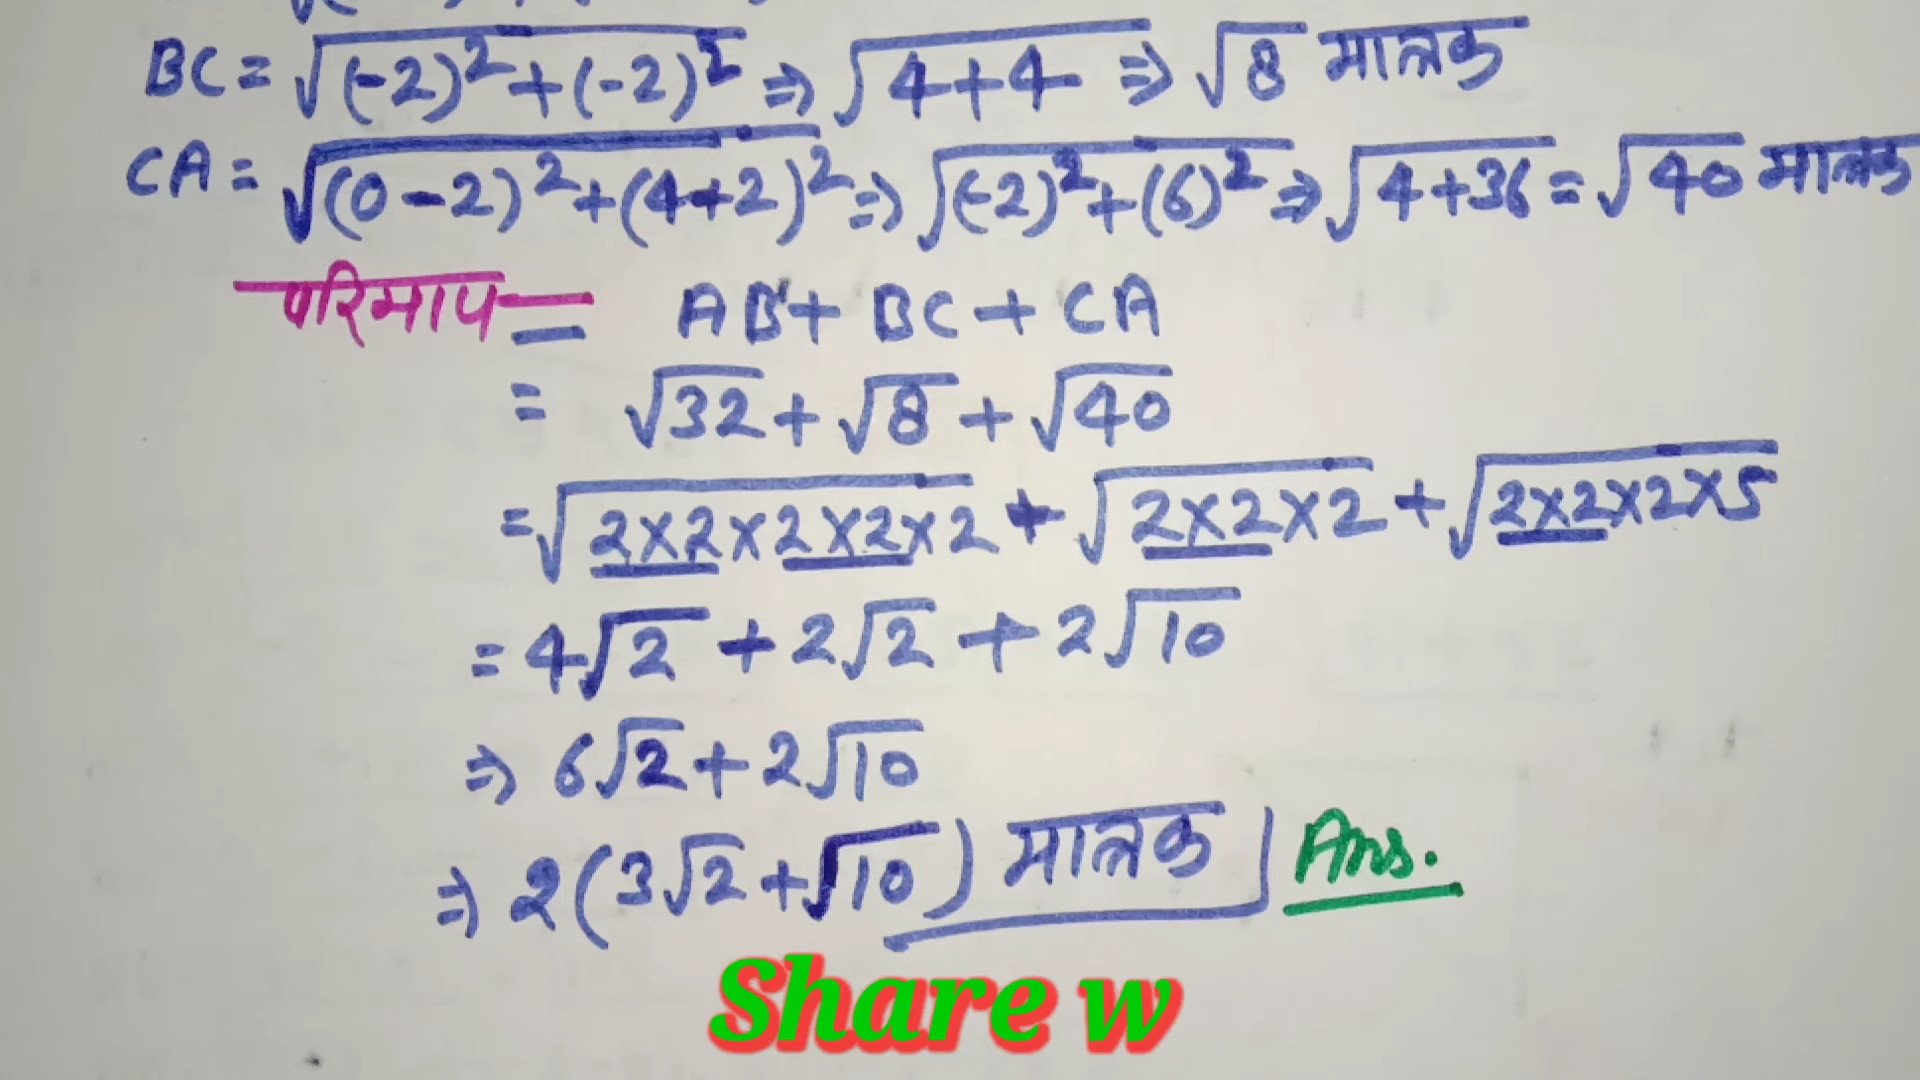 BC = √(-2)² + (-2)² ⇒ √4+4 ⇒ √8 मात्रक
CA = √(0-2)² + (4+2)² ⇒ √(-2)² + (6)² ⇒ √4+36 = √40 मात्रक
परिमाप = AB + BC + CA
= √32 + √8 + √40
= √2×2×2×2×2 + √2×2×2 + √2×2×2×5
= 4√2 + 2√2 + 2√10
⇒ 6√2 + 2√10
⇒ 2(3√2 + √10) मात्रक Ans.
Share w